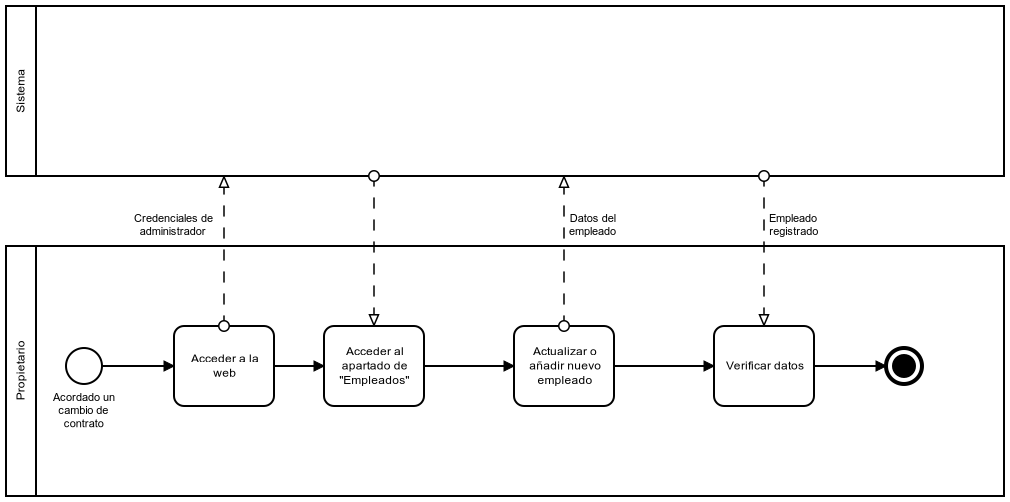 Sistema
Credenciales de
administrador
Datos del
empleado
Empleado
registrado
Propietario
Acordado un
cambio de
contrato
Acceder a la
web
Acceder al
apartado de
"Empleados"
Actualizar o
añadir nuevo
empleado
Verificar datos